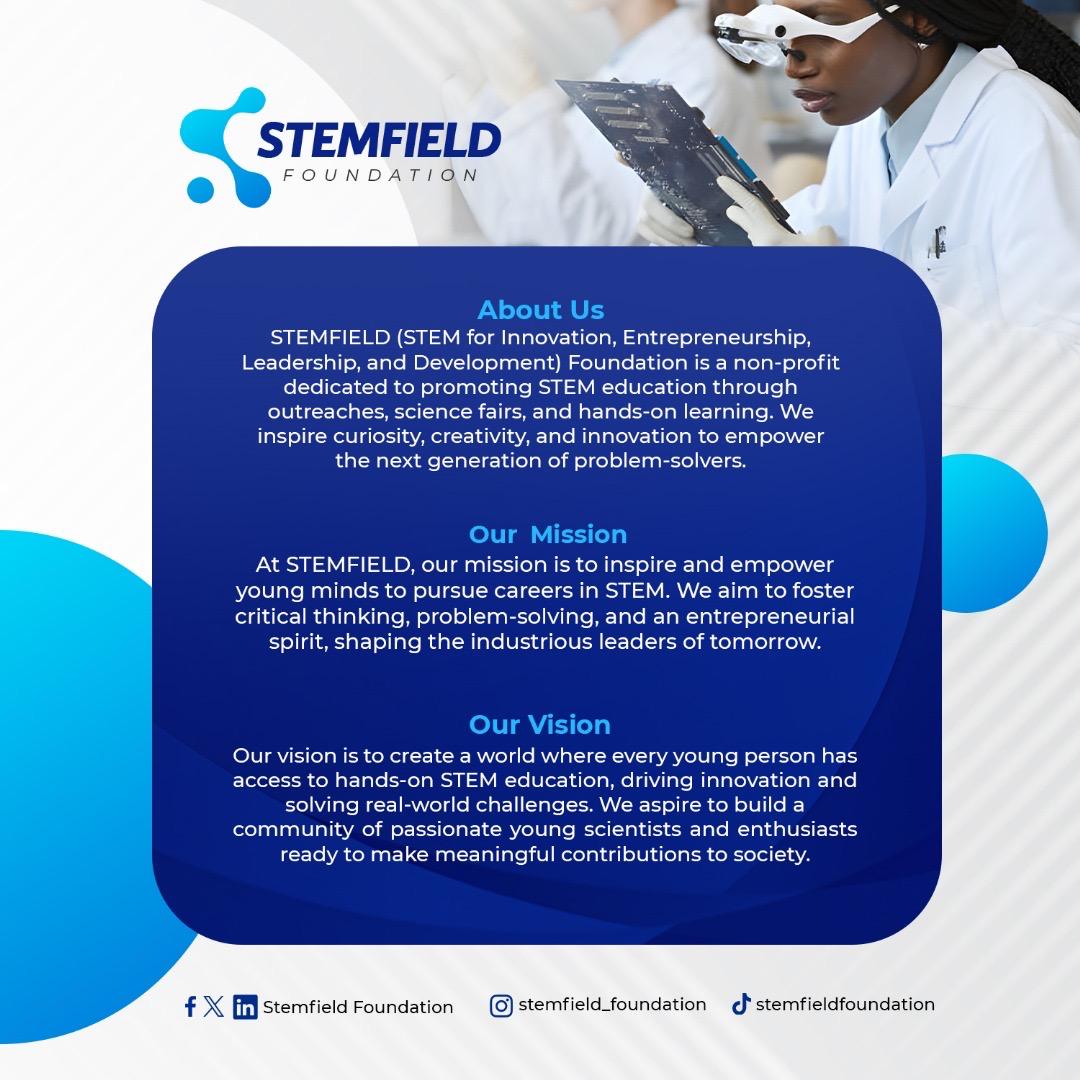 STEMFIELD
FOUNDATION
About Us
STEMFIELD (STEM for Innovation, Entrepreneurship,
Leadership, and Development) Foundation is a non-profit
dedicated to promoting STEM education through
outreaches, science fairs, and hands-on learning. We
inspire curiosity, creativity, and innovation to empower
the next generation of problem-solvers.
Our Mission
At STEMFIELD, our mission is to inspire and empower
young minds to pursue careers in STEM. We aim to foster
critical thinking, problem-solving, and an entrepreneurial
spirit, shaping the industrious leaders of tomorrow.
Our Vision
Our vision is to create a world where every young person has
access to hands-on STEM education, driving innovation and
solving real-world challenges. We aspire to build a
community of passionate young scientists and enthusiasts
ready to make meaningful contributions to society.
Stemfield Foundation stemfield_foundation stemfieldfoundation